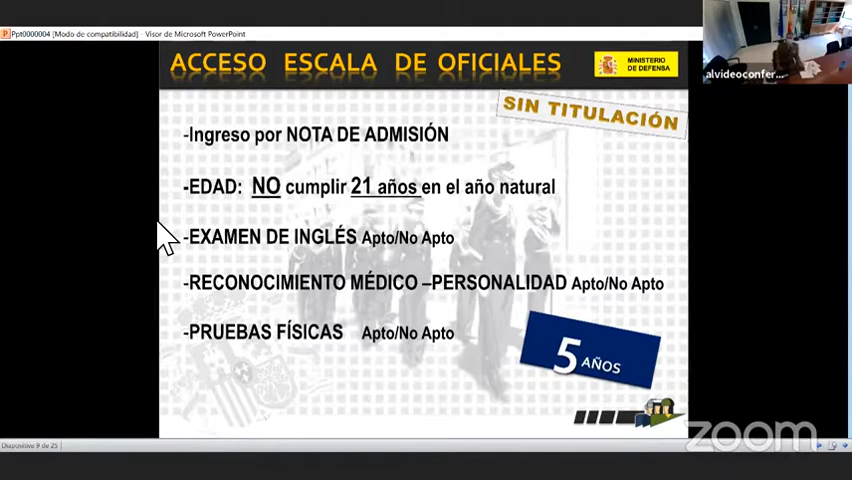 Ppt0000004 [Modo de compatibilidad] - Visor de Microsoft PowerPoint
alvideoconfer...
ACCESO ESCALA DE OFICIALES
MINISTERIO
DE DEFENSA
SIN TITULACIÓN
-Ingreso por NOTA DE ADMISIÓN
-EDAD: NO cumplir 21 años en el año natural
-EXAMEN DE INGLÉS Apto/No Apto
-RECONOCIMIENTO MÉDICO –PERSONALIDAD Apto/No Apto
-PRUEBAS FÍSICAS Apto/No Apto
5 AÑOS
zoom
Diapositiva 9 de 25